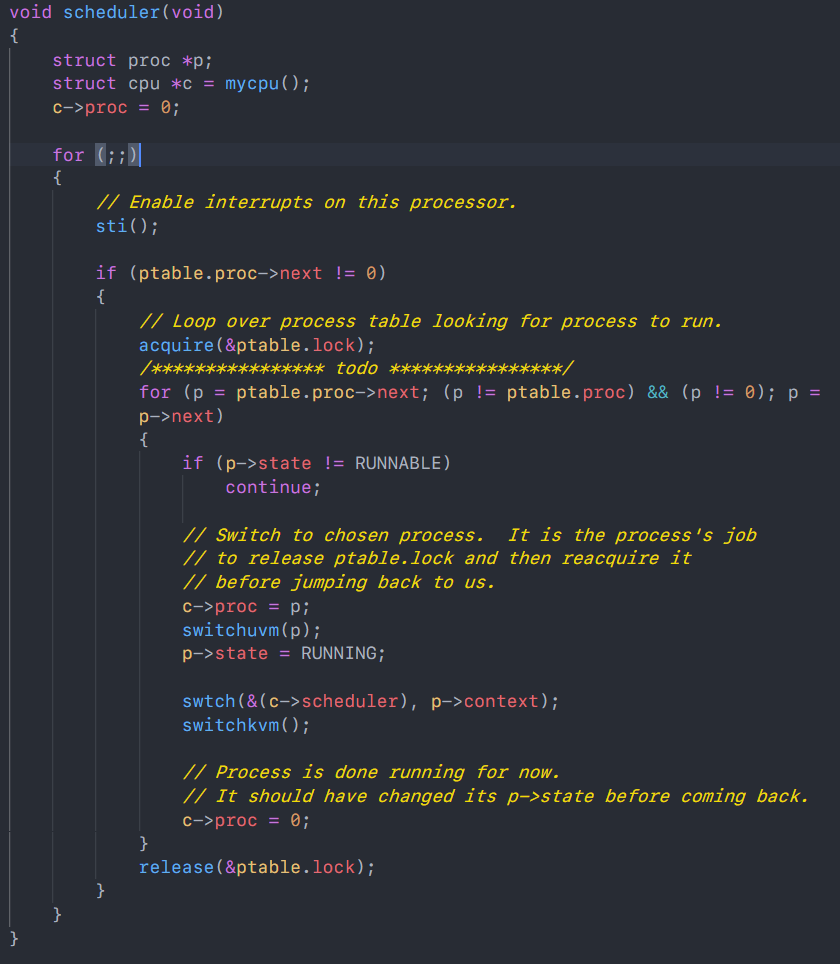 void scheduler(void)
{
    struct proc *p;
    struct cpu *c = mycpu();
    c->proc = 0;

    for (;;)
    {
        // Enable interrupts on this processor.
        sti();

        if (ptable.proc->next != 0)
        {
            // Loop over process table looking for process to run.
            acquire(&ptable.lock);
            /**************** todo ****************/
            for (p = ptable.proc->next; (p != ptable.proc) && (p != 0); p =
            p->next)
            {
                if (p->state != RUNNABLE)
                    continue;

                // Switch to chosen process.  It is the process's job
                // to release ptable.lock and then reacquire it
                // before jumping back to us.
                c->proc = p;
                switchuvm(p);
                p->state = RUNNING;

                swtch(&(c->scheduler), p->context);
                switchkvm();

                // Process is done running for now.
                // It should have changed its p->state before coming back.
                c->proc = 0;
            }
            release(&ptable.lock);
        }
    }
}